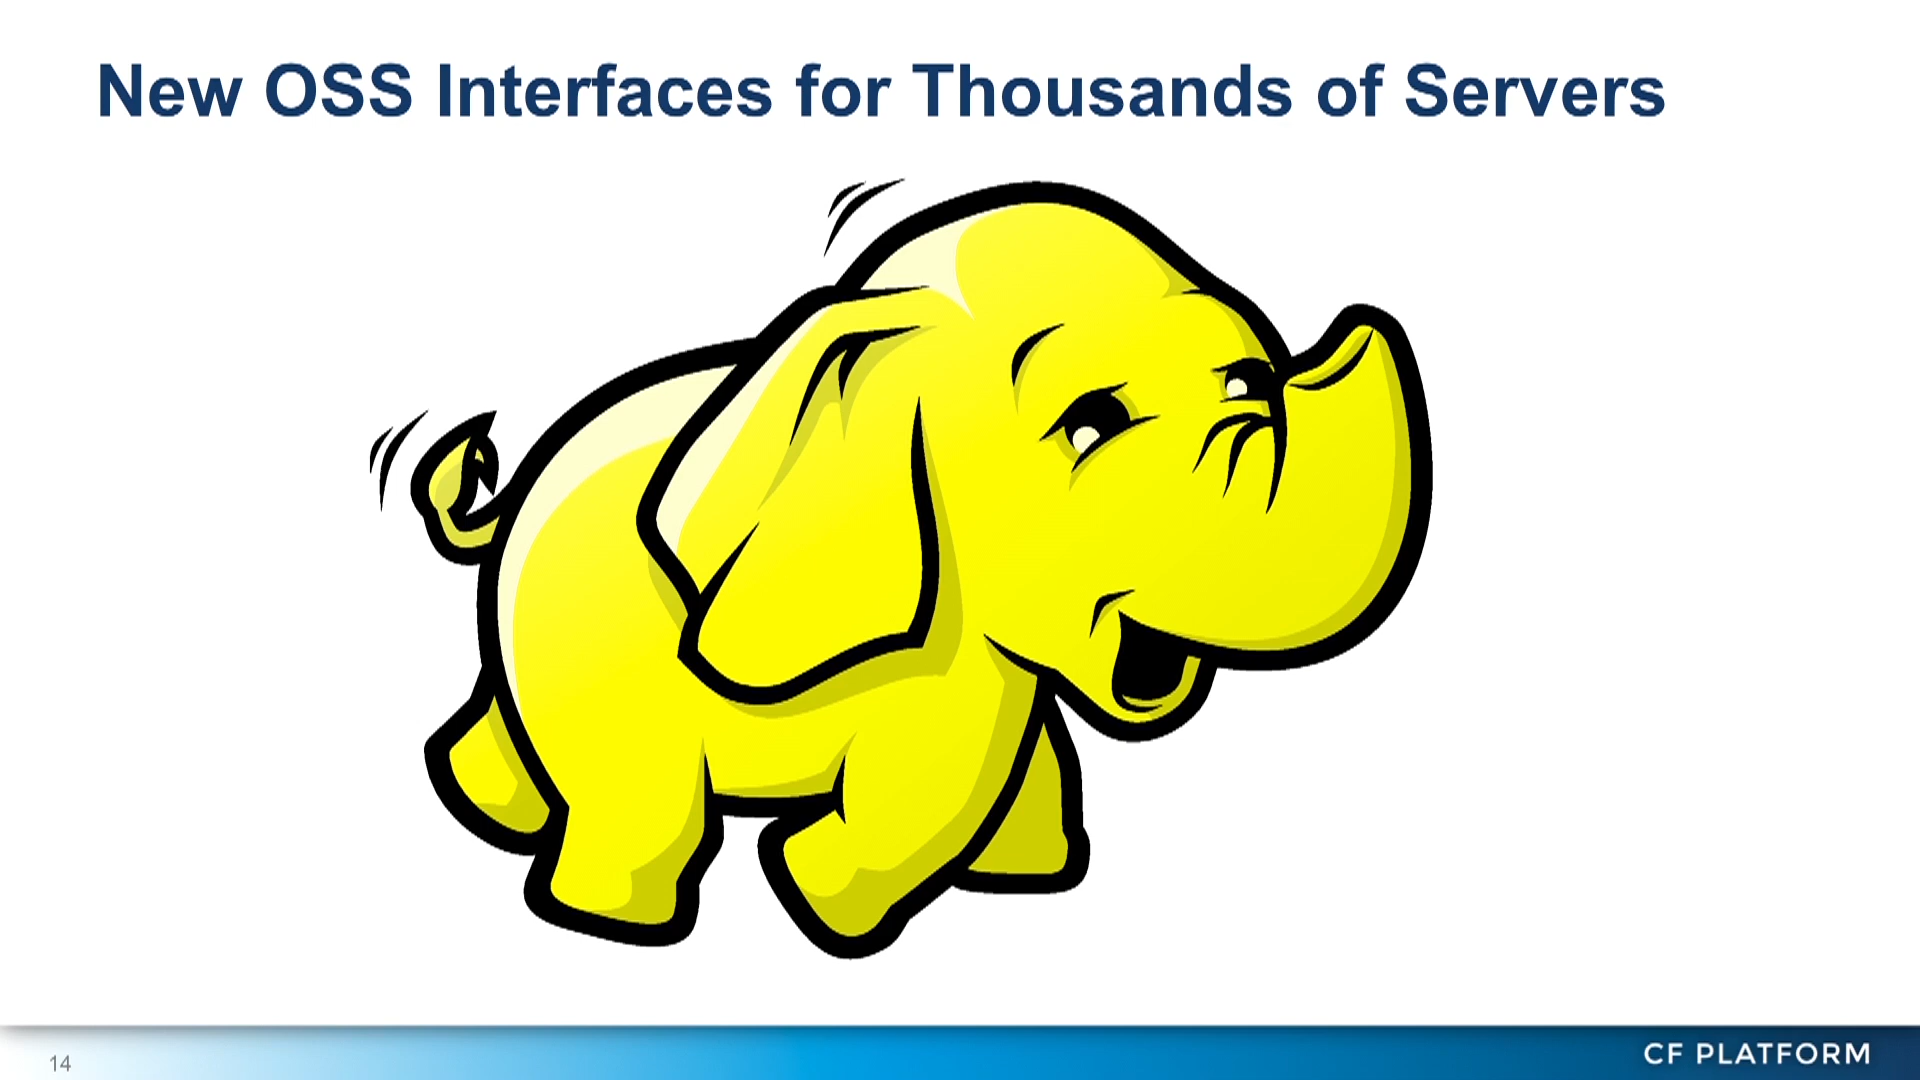 New OSS Interfaces for Thousands of Servers
14
CF PLATFORM